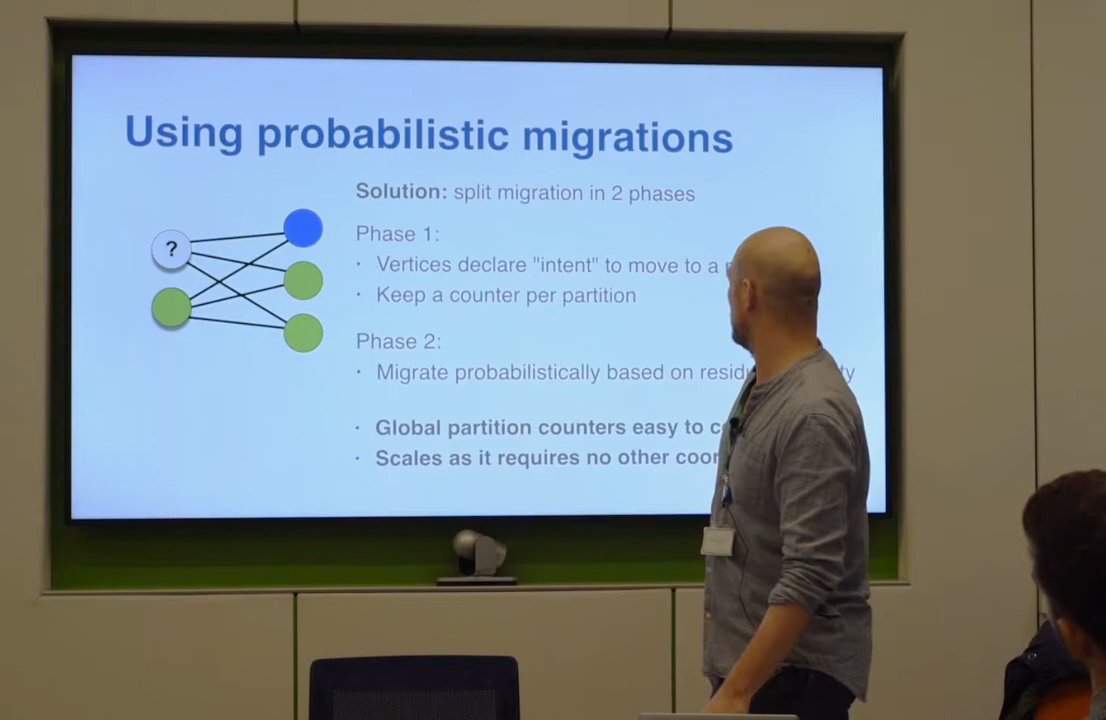 Using probabilistic migrations
Solution: split migration in 2 phases
Phase 1:
· Vertices declare "intent" to move to a
?
· Keep a counter per partition
Phase 2:
· Migrate probabilistically based on
· Global partition counters easy to
· Scales as it requires no other